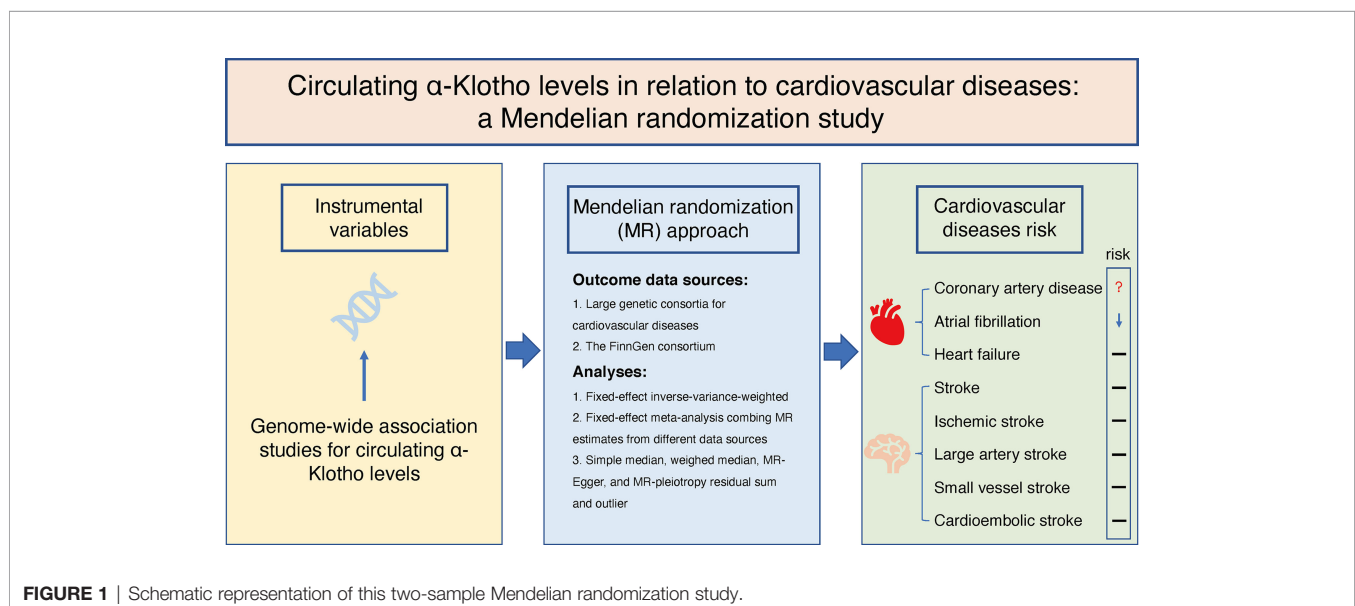 Circulating α-Klotho levels in relation to cardiovascular diseases:
a Mendelian randomization study
Instrumental
variables
Genome-wide association
studies for circulating α-
Klotho levels
Mendelian randomization
(MR) approach
Outcome data sources:
1. Large genetic consortia for
cardiovascular diseases
2. The FinnGen consortium
Analyses:
1. Fixed-effect inverse-variance-weighted
2. Fixed-effect meta-analysis combing MR
estimates from different data sources
3. Simple median, weighed median, MR-
Egger, and MR-pleiotropy residual sum
and outlier
Cardiovascular
diseases risk
risk
Coronary artery disease ?
Atrial fibrillation
Heart failure
Stroke
Ischemic stroke
Large artery stroke
Small vessel stroke
Cardioembolic stroke
FIGURE 1 | Schematic representation of this two-sample Mendelian randomization study.